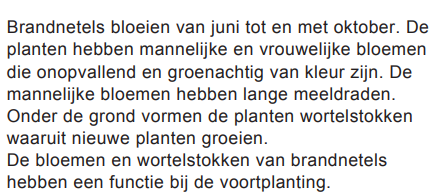 Brandnetels bloeien van juni tot en met oktober. De
planten hebben mannelijke en vrouwelijke bloemen
die onopvallend en groenachtig van kleur zijn. De
mannelijke bloemen hebben lange meeldraden.
Onder de grond vormen de planten wortelstokken
waaruit nieuwe planten groeien.
De bloemen en wortelstokken van brandnetels
hebben een functie bij de voortplanting.